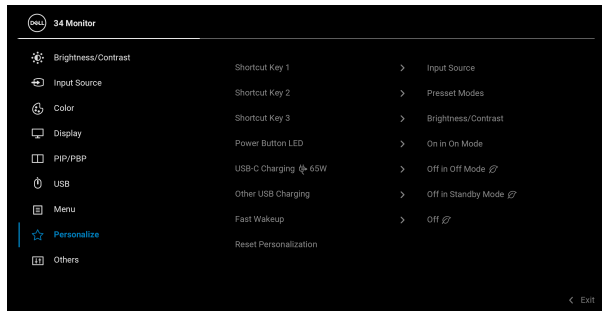 DELL 34 Monitor
Brightness/Contrast
Input Source
Color
Display
PIP/PBP
USB
Menu
Personalize
Others
Shortcut Key 1 > Input Source
Shortcut Key 2 > Presset Modes
Shortcut Key 3 > Brightness/Contrast
Power Button LED > On in On Mode
USB-C Charging 65W > Off in Off Mode
Other USB Charging > Off in Standby Mode
Fast Wakeup > Off
Reset Personalization
< Exit